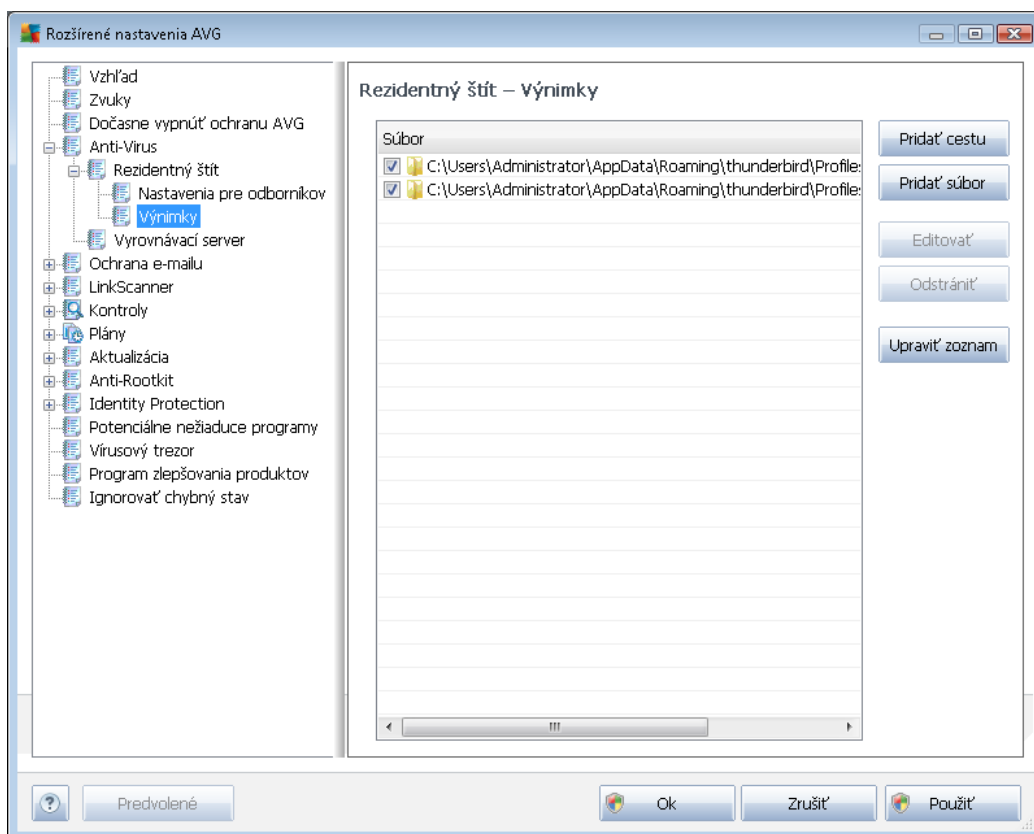 Rozšírené nastavenia AVG
Vzhľad
Zvuky
Dočasne vypnúť ochranu AVG
Anti-Virus
Rezidentný štít
Nastavenia pre odborníkov
Výnimky
Vyrovnávací server
Ochrana e-mailu
LinkScanner
Kontroly
Plány
Aktualizácia
Anti-Rootkit
Identity Protection
Potenciálne nežiaduce programy
Vírusový trezor
Program zlepšovania produktov
Ignorovať chybný stav
Rezidentný štít – Výnimky
Súbor
C:\Users\Administrator\AppData\Roaming\thunderbird\Profile
C:\Users\Administrator\AppData\Roaming\thunderbird\Profile
Pridať cestu
Pridať súbor
Editovať
Odstrániť
Upraviť zoznam
Predvolené
Ok
Zrušiť
Použiť